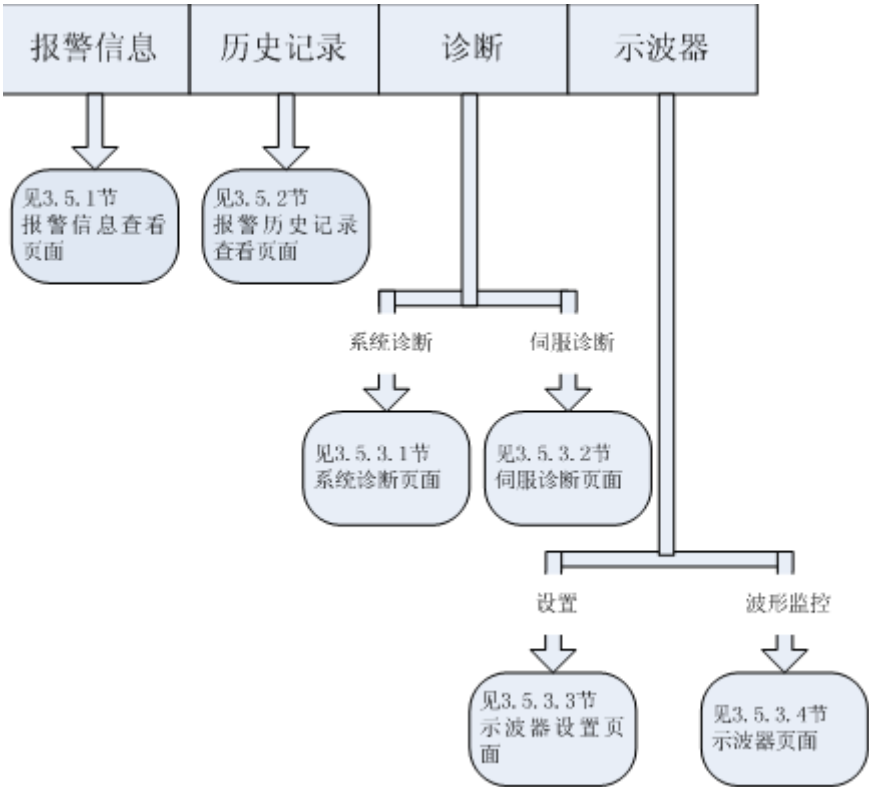 报警信息
历史记录
诊断
示波器
见3.5.1节
报警信息查看
页面
见3.5.2节
报警历史记录
查看页面
系统诊断
伺服诊断
见3.5.3.1节
系统诊断页面
见3.5.3.2节
伺服诊断页面
设置
波形监控
见3.5.3.3节
示波器设置页
面
见3.5.3.4节
示波器页面